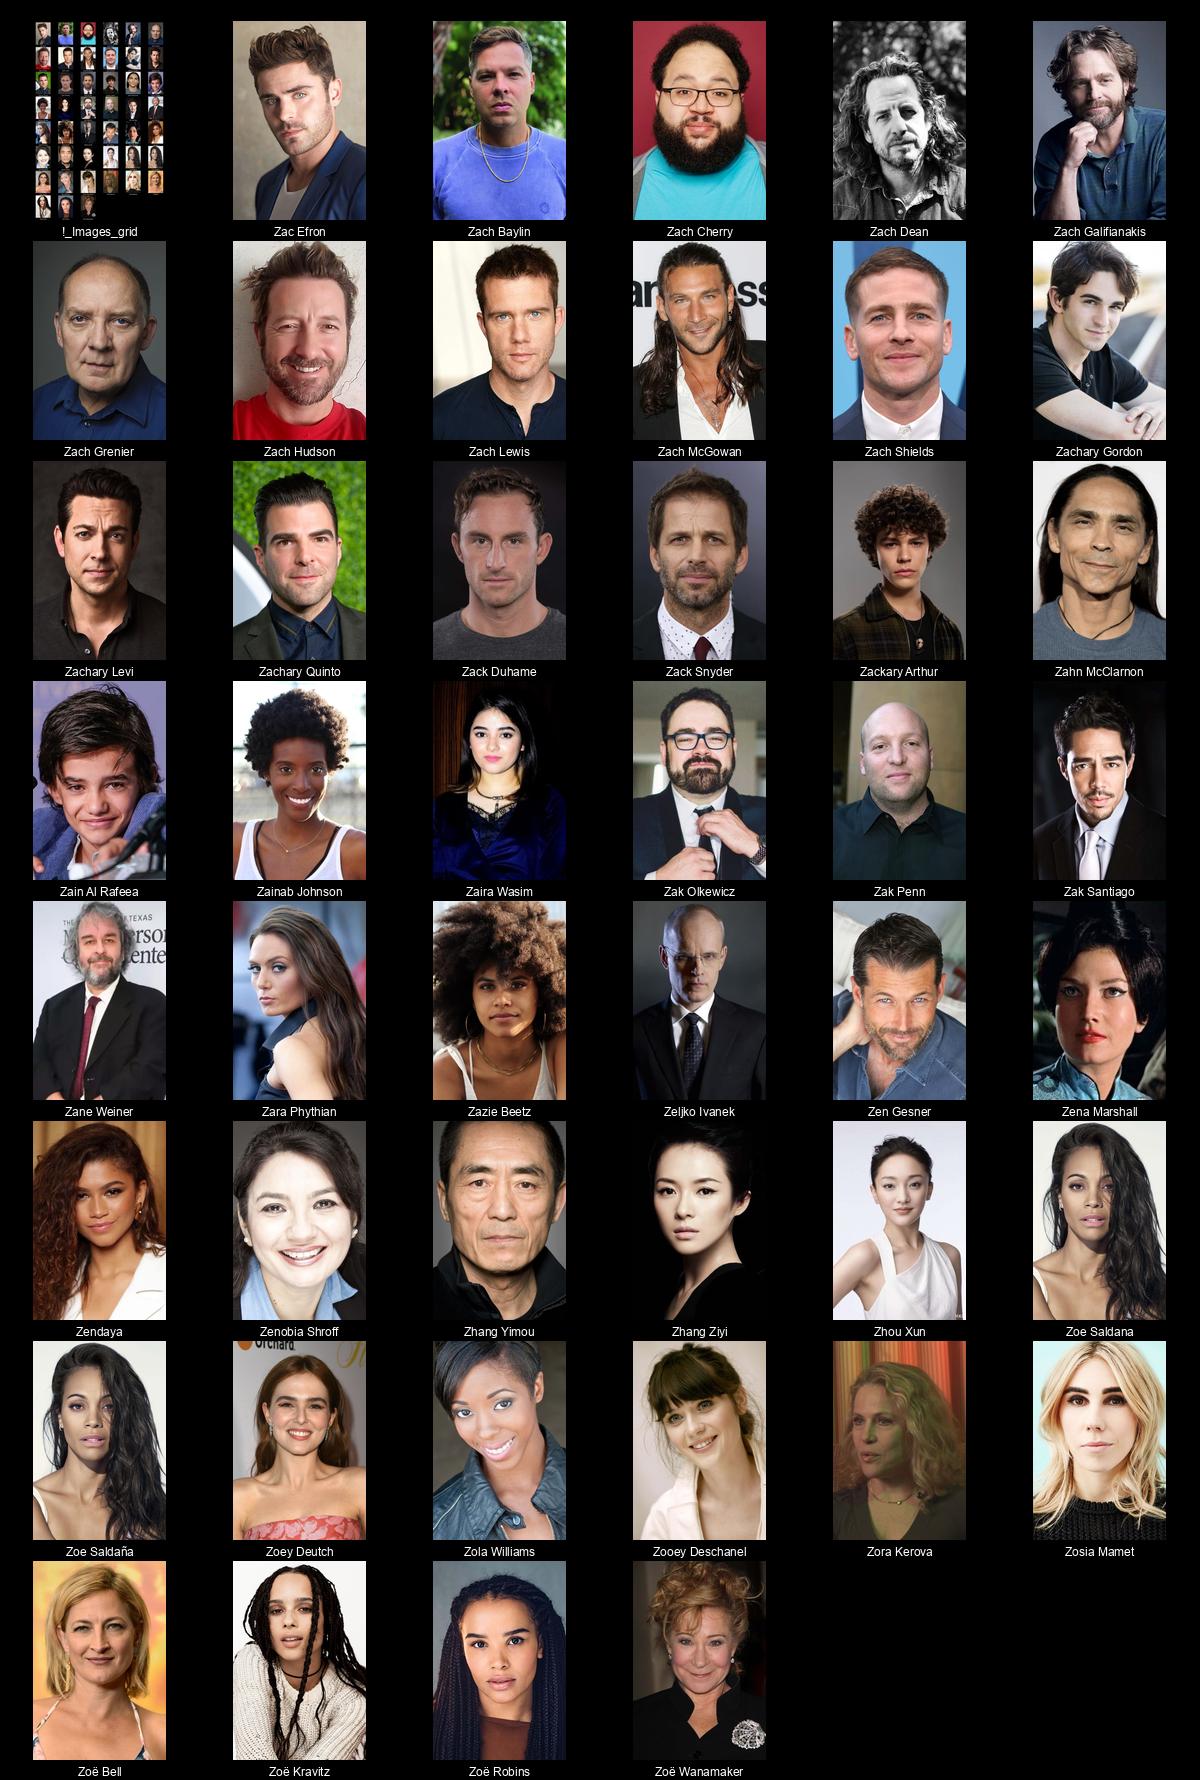 !_Images_grid
Zac Efron
Zach Baylin
Zach Cherry
Zach Dean
Zach Galifianakis
Zach Grenier
Zach Hudson
Zach Lewis
Zach McGowan
Zach Shields
Zachary Gordon
Zachary Levi
Zachary Quinto
Zack Duhame
Zack Snyder
Zackary Arthur
Zahn McClarnon
Zain Al Rafeea
Zainab Johnson
Zaira Wasim
Zak Olkewicz
Zak Penn
Zak Santiago
THE
OF TEXAS
Zane Weiner
Zara Phythian
Zazie Beetz
Zeljko Ivanek
Zen Gesner
Zena Marshall
Zendaya
Zenobia Shroff
Zhang Yimou
Zhang Ziyi
Zhou Xun
Zoe Saldana
Orchard
Zoe Saldaña
Zoey Deutch
Zola Williams
Zooey Deschanel
Zora Kerova
Zosia Mamet
Zoë Bell
Zoë Kravitz
Zoë Robins
Zoë Wanamaker